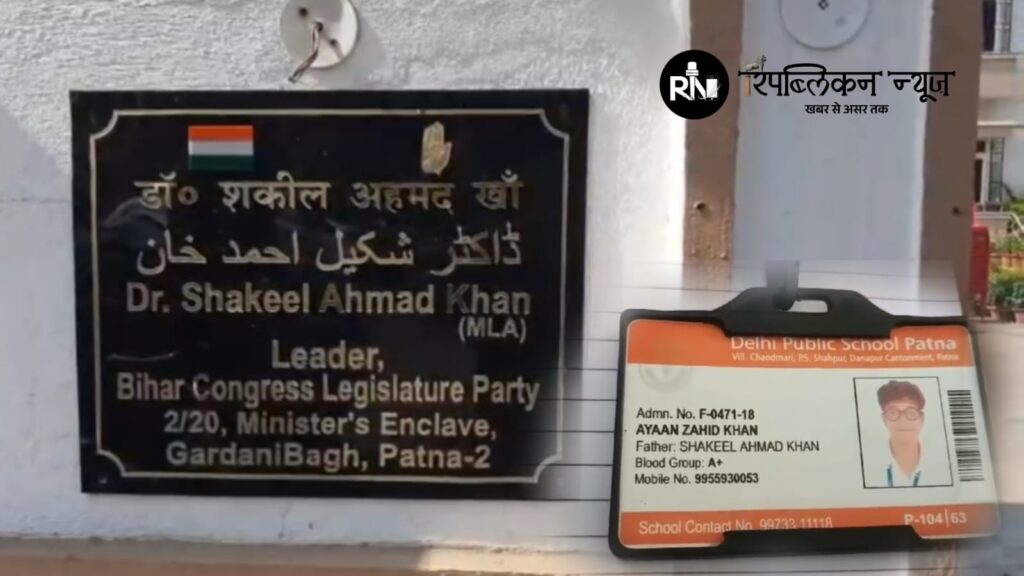 डॉ० शकील अहमद खाँ
ڈاکٹر شکیل احمد خان
Dr. Shakeel Ahmad Khan
(MLA)
Leader,
Bihar Congress Legislature Party
2/20, Minister's Enclave,
GardaniBagh, Patna-2
RN
रिपब्लिकन न्यूज
खबर से असर तक
Delhi Public School Patna
Vill. Chandmari, P.S. Shahpur, Danapur Cantonment, Patna
Admn. No. F-0471-18
AYAAN ZAHID KHAN
Father: SHAKEEL AHMAD KHAN
Blood Group: A+
Mobile No. 9955930053
School Contact No. 99733 11118
P-104|63